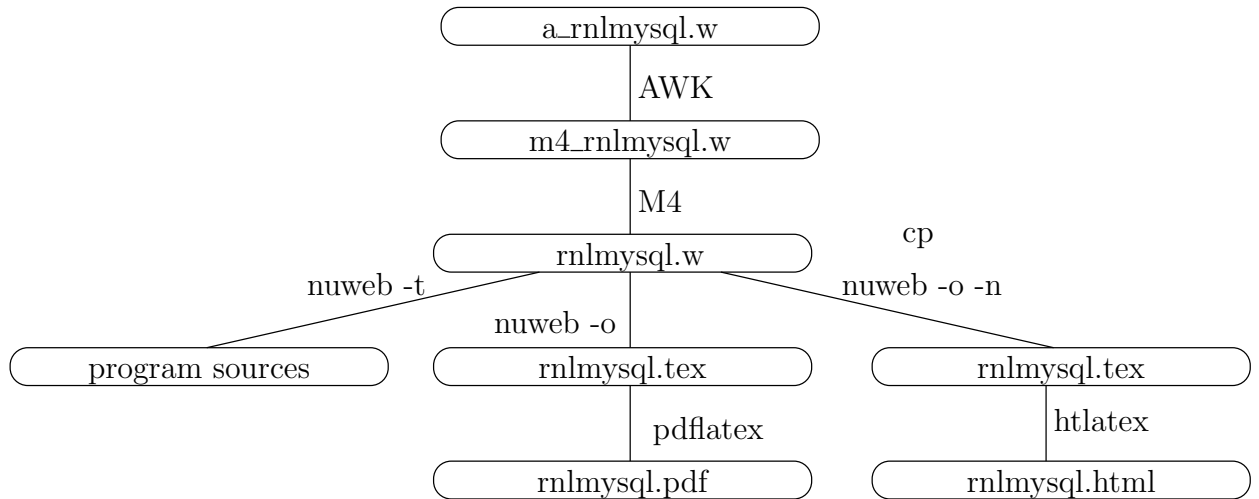 a_rnlmysql.w
AWK
m4_rnlmysql.w
M4
cp
rnlmysql.w
nuweb -t
nuweb -o -n
nuweb -o
program sources
rnlmysql.tex
rnlmysql.tex
pdflatex
htlatex
rnlmysql.pdf
rnlmysql.html